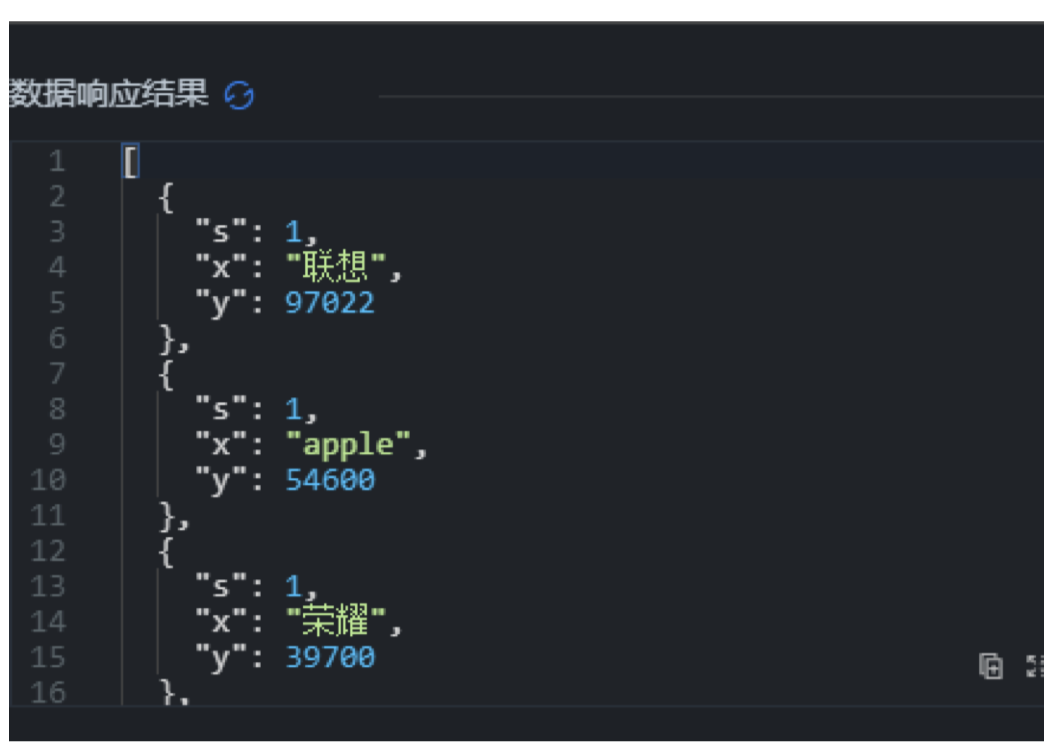 数据响应结果
1 [
2 {
3 "s": 1,
4 "x": "联想",
5 "y": 97022
6 },
7 {
8 "s": 1,
9 "x": "apple",
10 "y": 54600
11 },
12 {
13 "s": 1,
14 "x": "荣耀",
15 "y": 39700
16 },